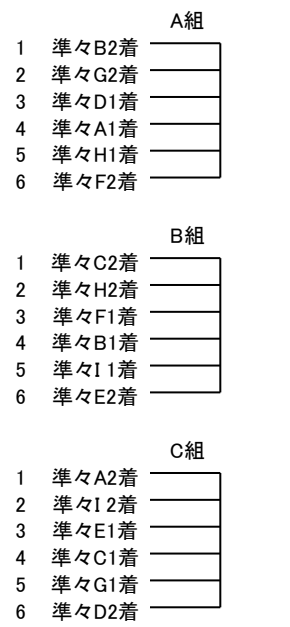 A組
1 準々B2着
2 準々G2着
3 準々D1着
4 準々A1着
5 準々H1着
6 準々F2着
B組
1 準々C2着
2 準々H2着
3 準々F1着
4 準々B1着
5 準々I 1着
6 準々E2着
C組
1 準々A2着
2 準々I 2着
3 準々E1着
4 準々C1着
5 準々G1着
6 準々D2着